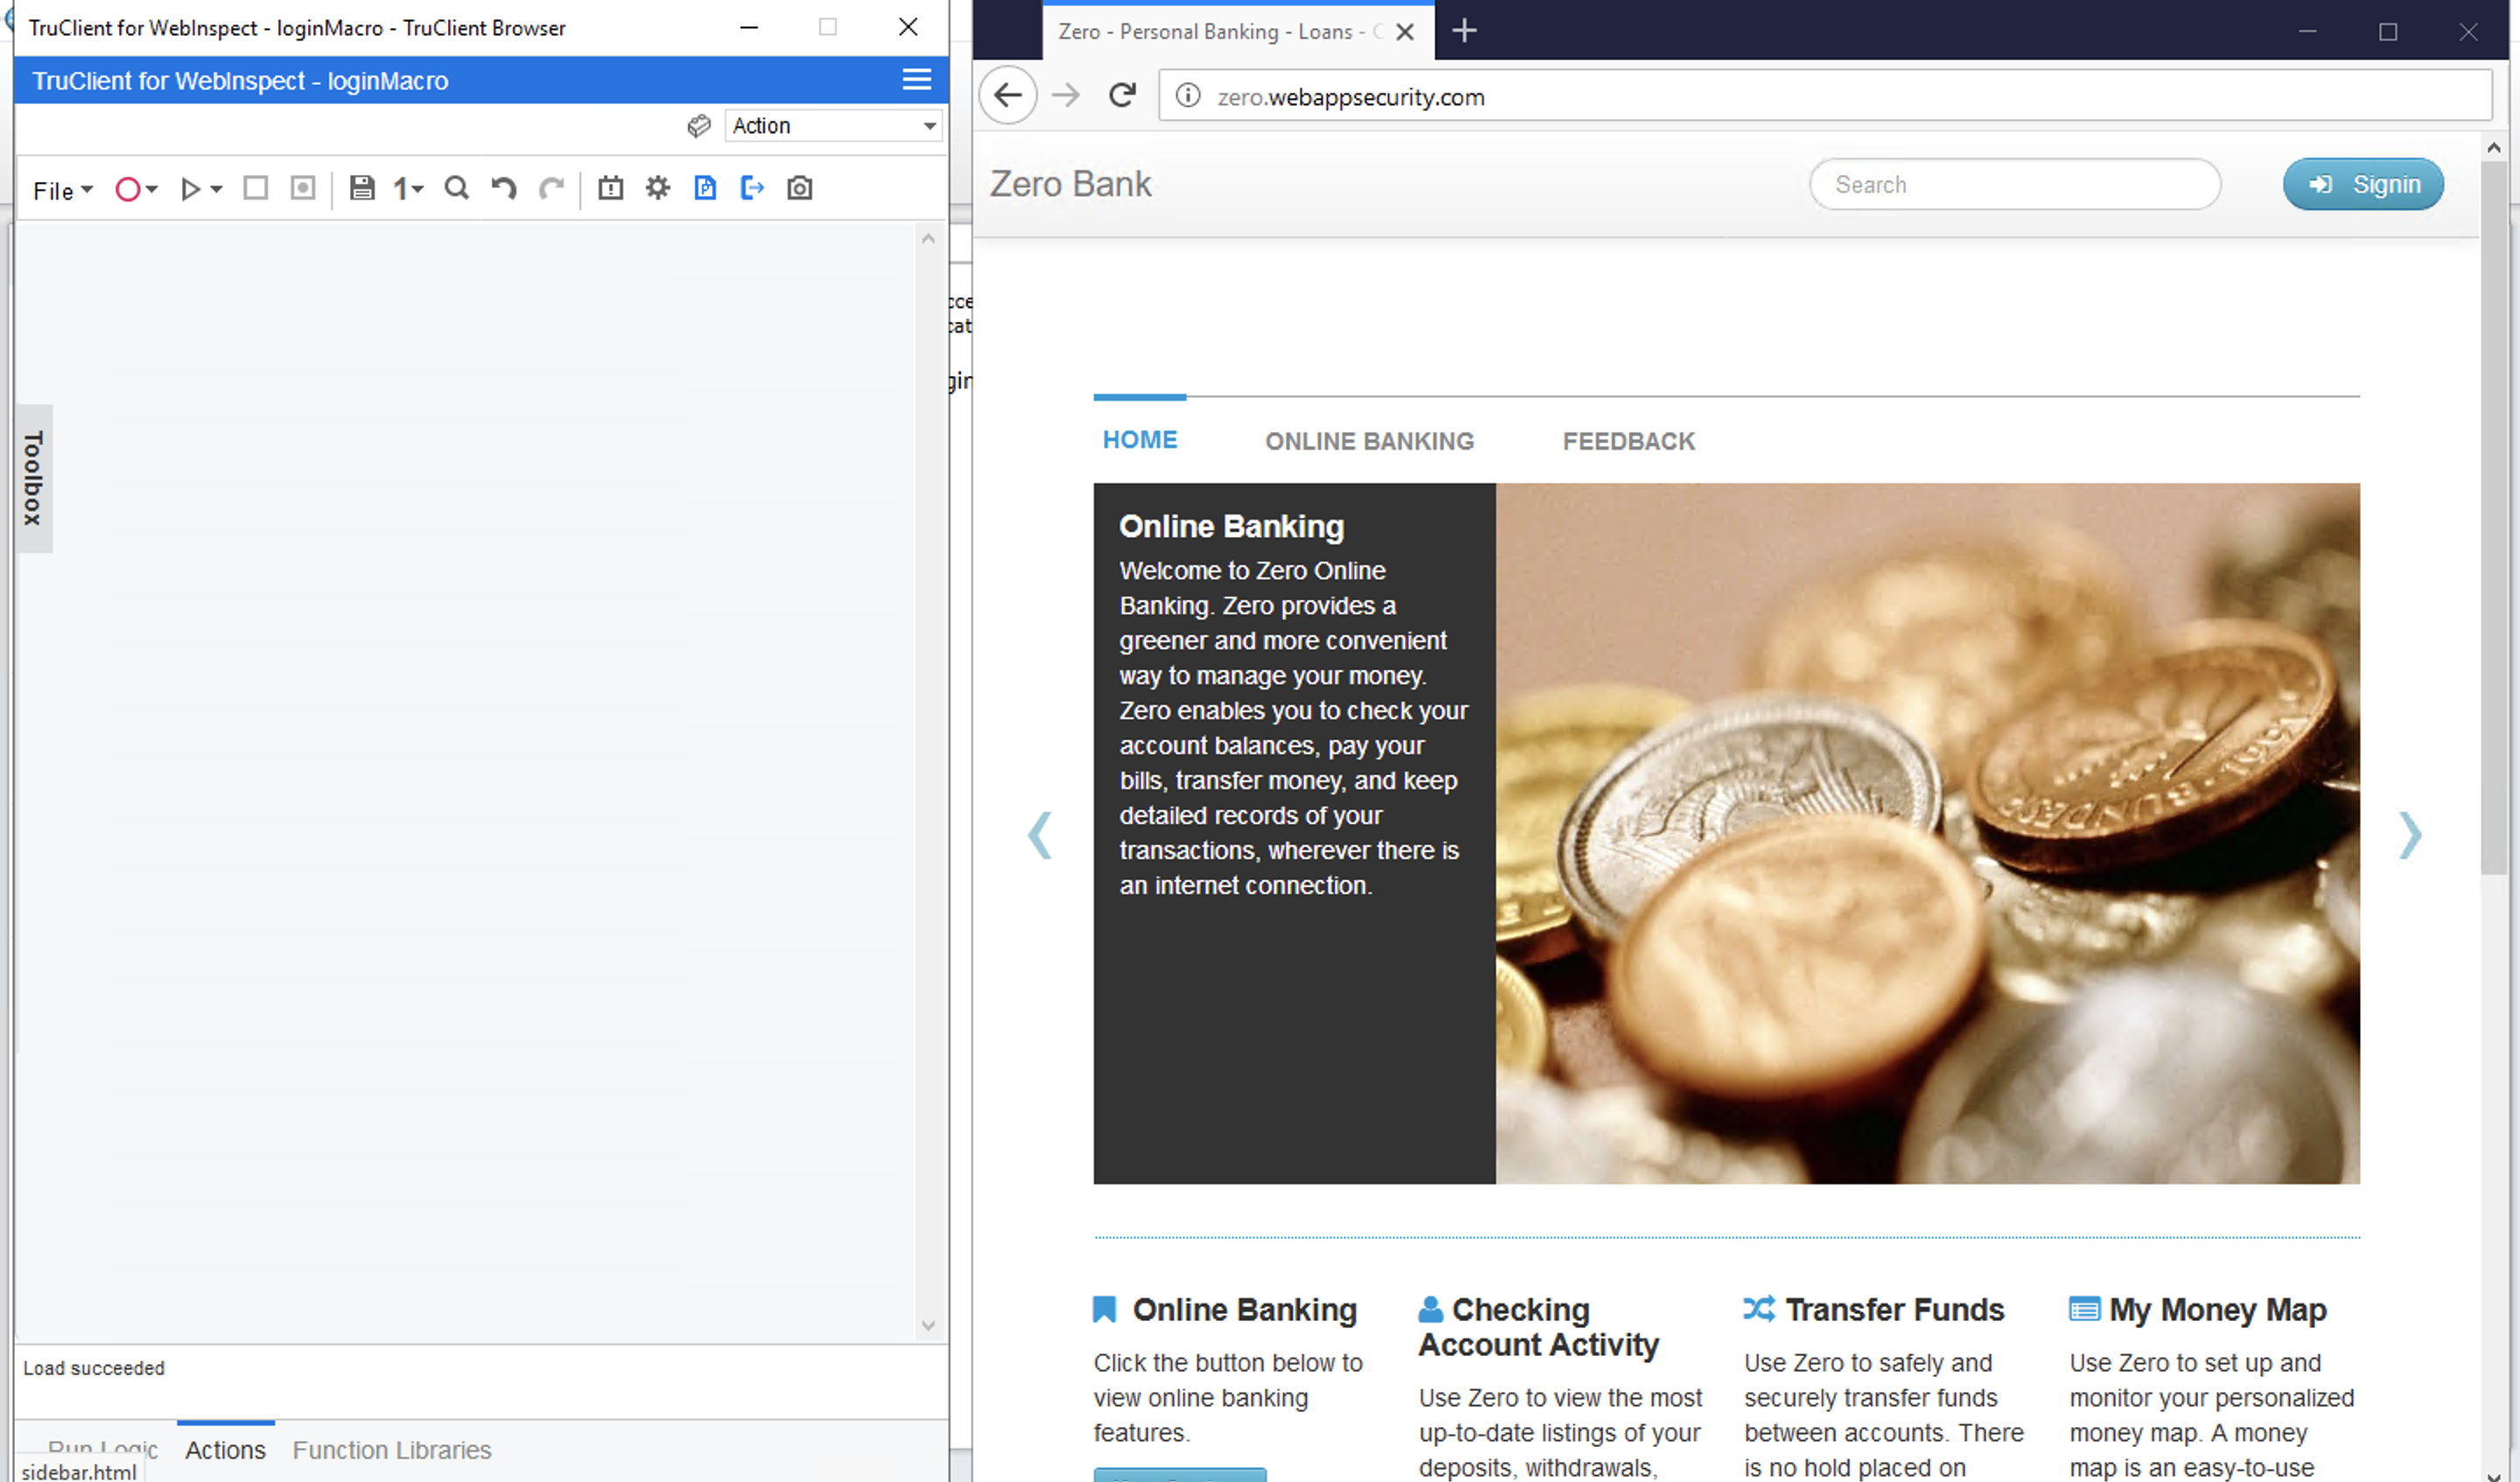 TruClient for WebInspect - loginMacro - TruClient Browser
TruClient for WebInspect - loginMacro
Action
File
1
Toolbox
Load succeeded
Run Logic
Actions
Function Libraries
sidebar.html
Zero - Personal Banking - Loans -
zero.webappsecurity.com
Zero Bank
Search
Signin
HOME
ONLINE BANKING
FEEDBACK
Online Banking
Welcome to Zero Online
Banking. Zero provides a
greener and more convenient
way to manage your money.
Zero enables you to check your
account balances, pay your
bills, transfer money, and keep
detailed records of your
transactions, wherever there is
an internet connection.
Online Banking
Click the button below to
view online banking
features.
Checking
Account Activity
Use Zero to view the most
up-to-date listings of your
deposits, withdrawals,
Transfer Funds
Use Zero to safely and
securely transfer funds
between accounts. There
is no hold placed on
My Money Map
Use Zero to set up and
monitor your personalized
money map. A money
map is an easy-to-use